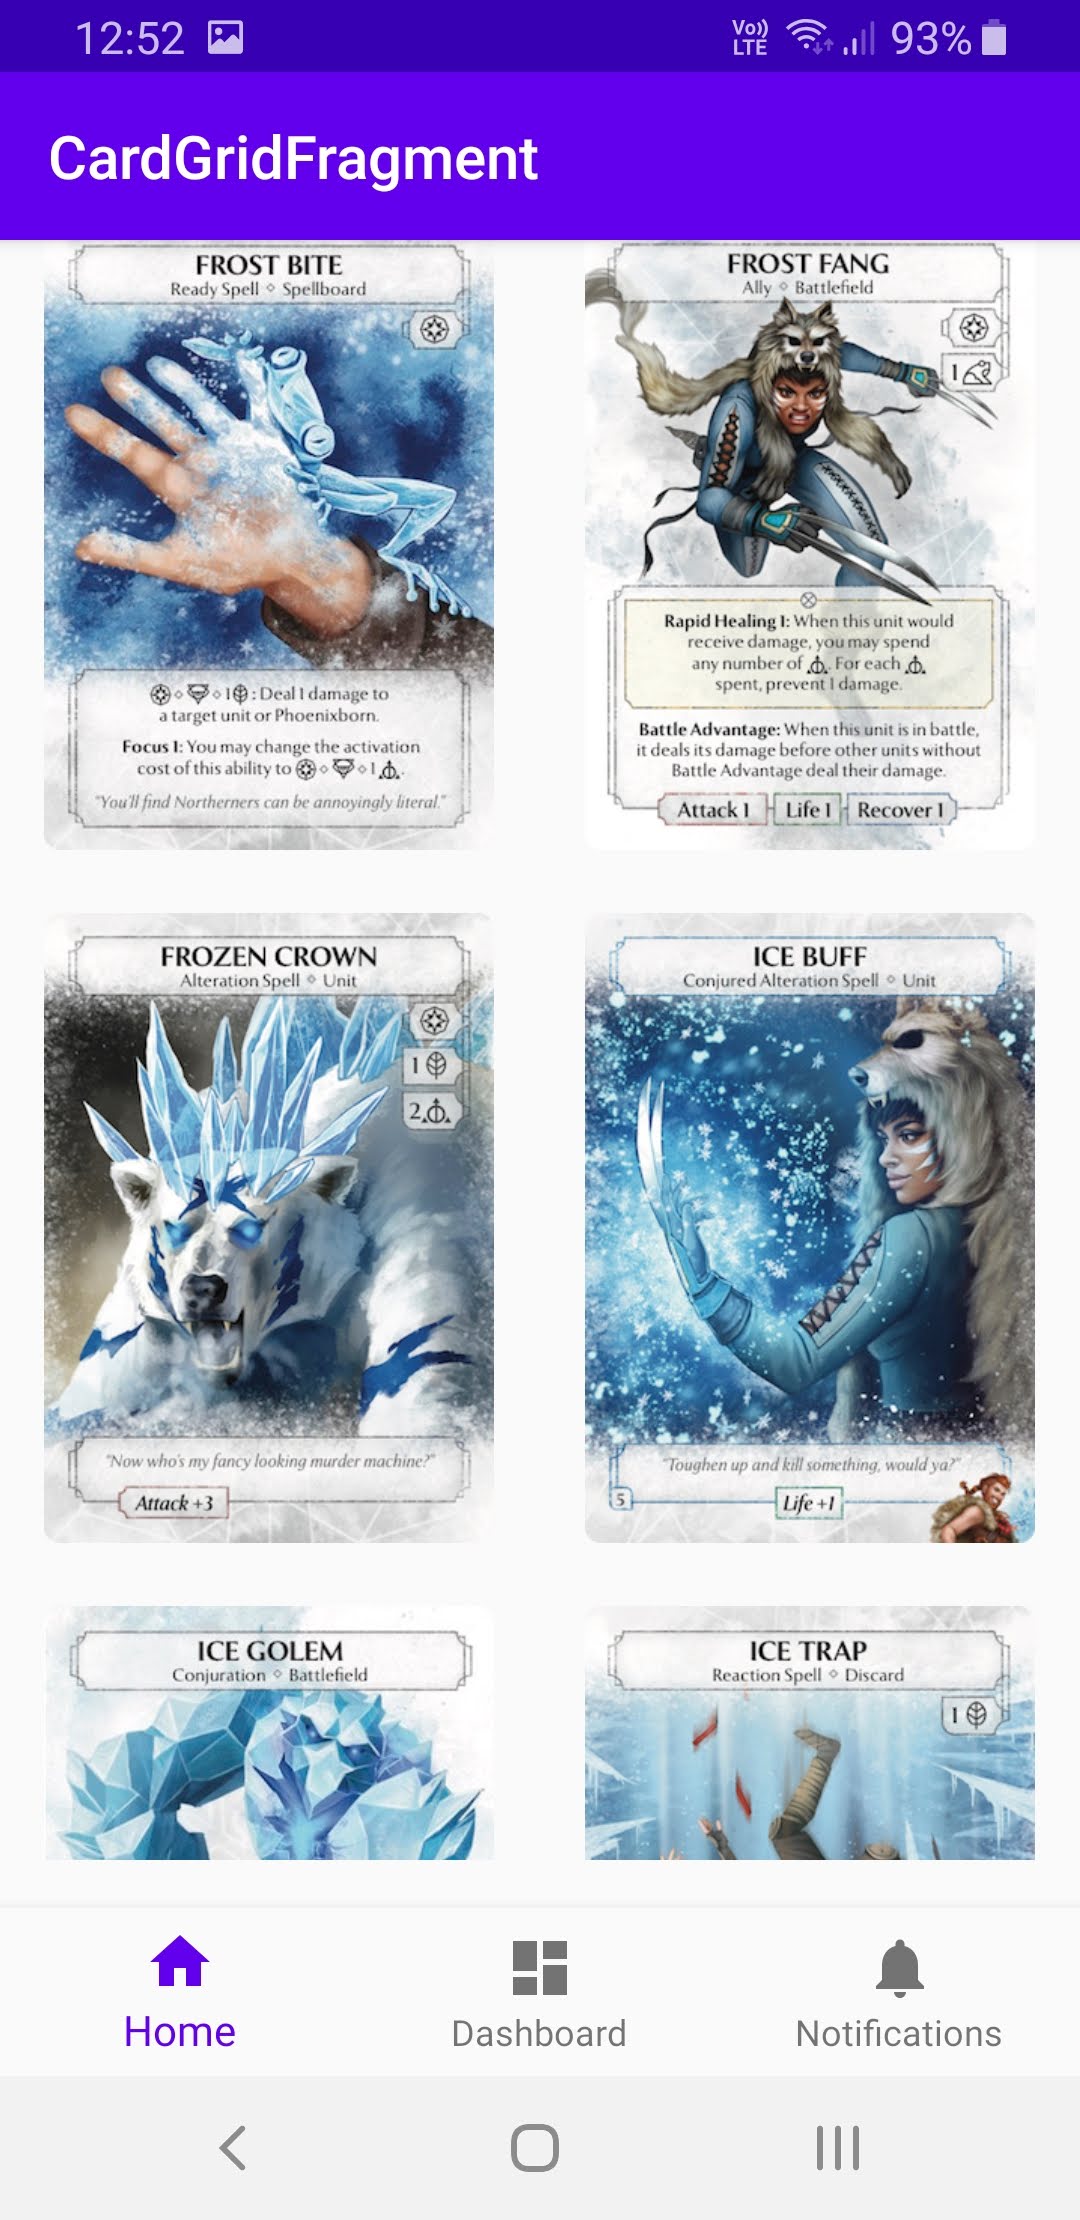 12:52 Vo)) LTE 93%
CardGridFragment
FROST BITE
Ready Spell ⋄ Spellboard
⋄ ⋄ 1 : Deal 1 damage to
a target unit or Phoenixborn.
Focus 1: You may change the activation
cost of this ability to ⋄ ⋄ 1 .
"You'll find Northerners can be annoyingly literal."
FROST FANG
Ally ⋄ Battlefield
1
Rapid Healing 1: When this unit would
receive damage, you may spend
any number of . For each
spent, prevent 1 damage.
Battle Advantage: When this unit is in battle,
it deals its damage before other units without
Battle Advantage deal their damage.
Attack 1 Life 1 Recover 1
FROZEN CROWN
Alteration Spell ⋄ Unit
1
2
"Now who's my fancy looking murder machine?"
Attack +3
ICE BUFF
Conjured Alteration Spell ⋄ Unit
"Toughen up and kill something, would ya?"
5 Life +1
ICE GOLEM
Conjuration ⋄ Battlefield
ICE TRAP
Reaction Spell ⋄ Discard
1
Home Dashboard Notifications